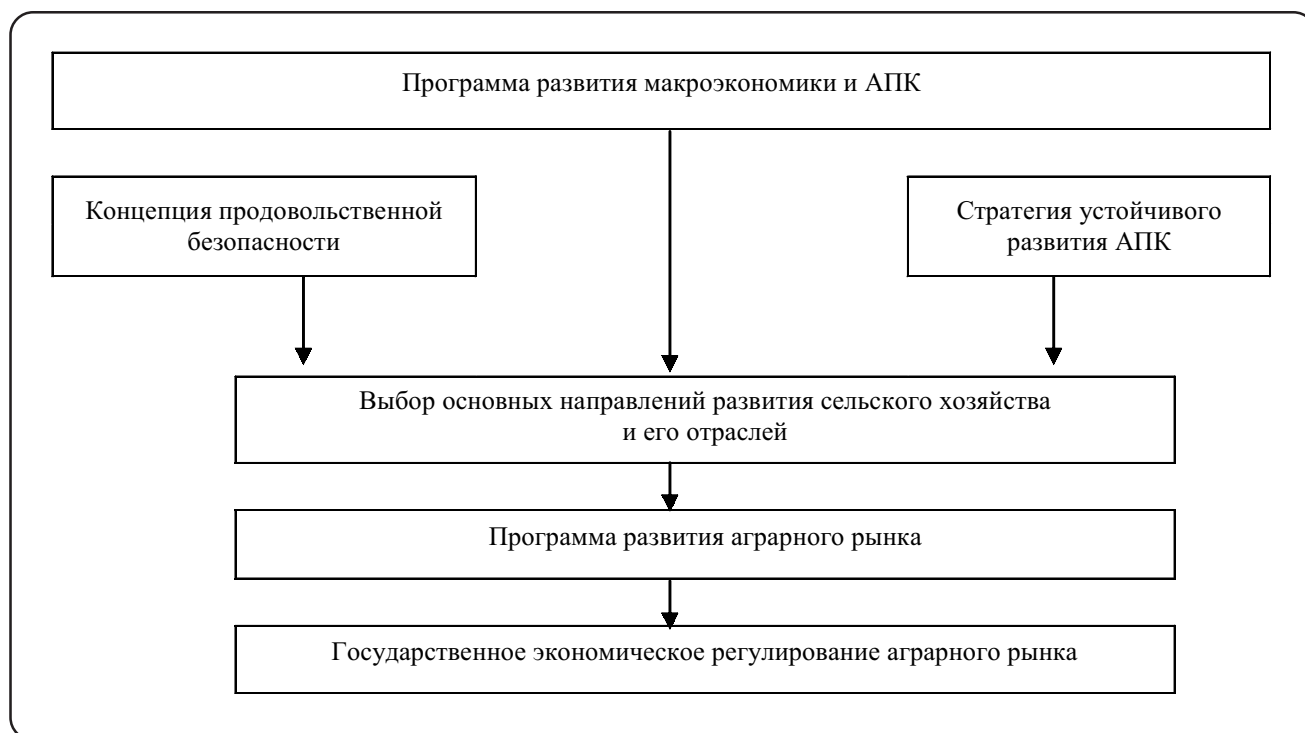 Программа развития макроэкономики и АПК
Концепция продовольственной
безопасности
Стратегия устойчивого
развития АПК
Выбор основных направлений развития сельского хозяйства
и его отраслей
Программа развития аграрного рынка
Государственное экономическое регулирование аграрного рынка